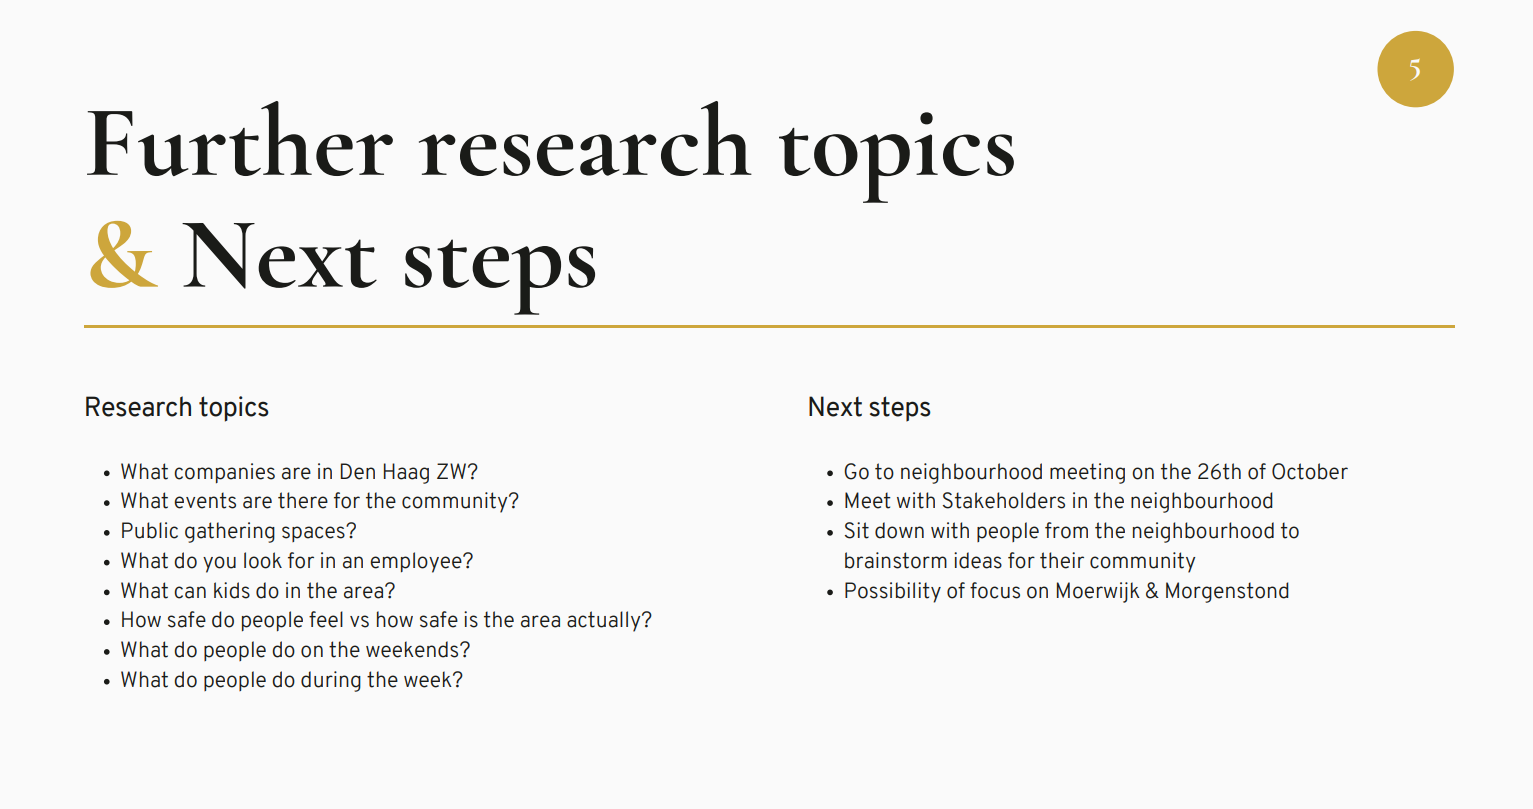 5
Further research topics
& Next steps
Research topics
• What companies are in Den Haag ZW?
• What events are there for the community?
• Public gathering spaces?
• What do you look for in an employee?
• What can kids do in the area?
• How safe do people feel vs how safe is the area actually?
• What do people do on the weekends?
• What do people do during the week?
Next steps
• Go to neighbourhood meeting on the 26th of October
• Meet with Stakeholders in the neighbourhood
• Sit down with people from the neighbourhood to
brainstorm ideas for their community
• Possibility of focus on Moerwijk & Morgenstond